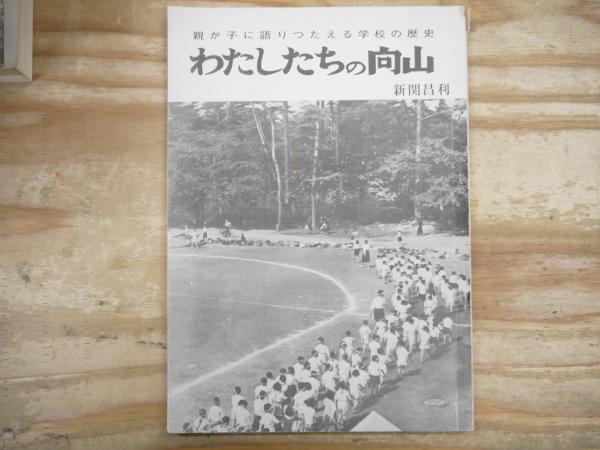 親が子に語りつたえる学校の歴史
わたしたちの向山
新関昌利